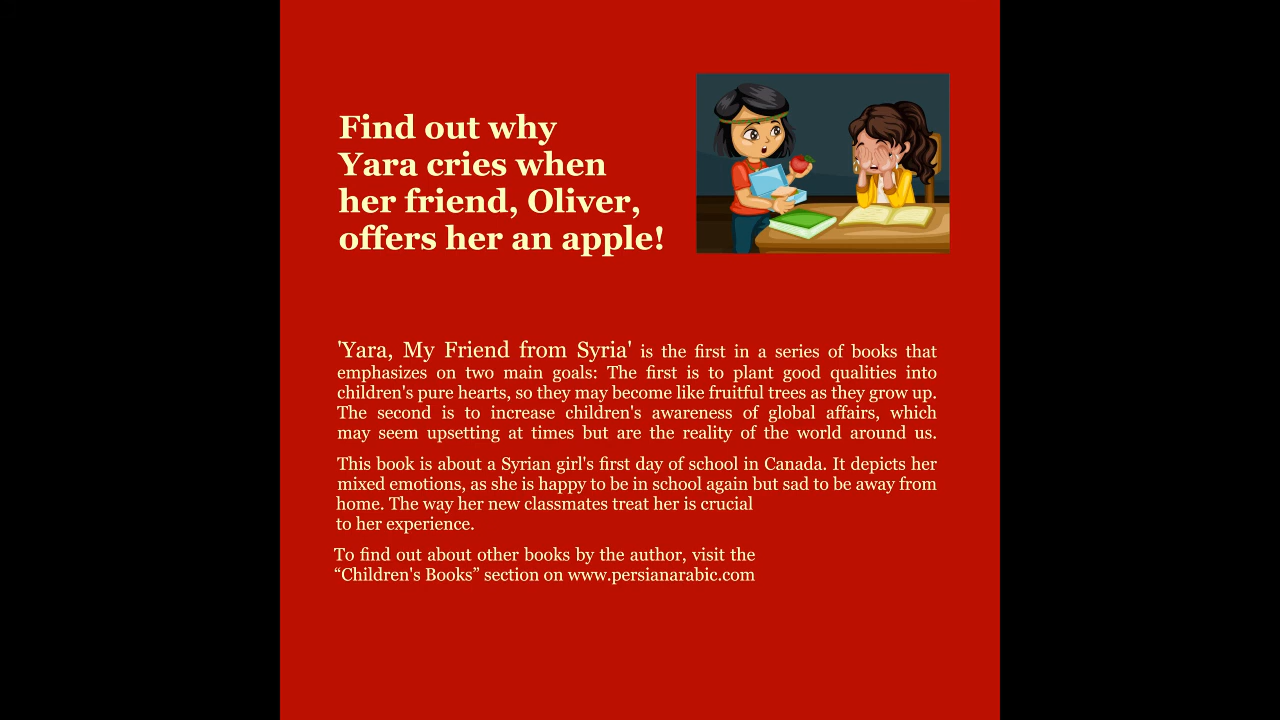 Find out why
Yara cries when
her friend, Oliver,
offers her an apple!
'Yara, My Friend from Syria' is the first in a series of books that
emphasizes on two main goals: The first is to plant good qualities into
children's pure hearts, so they may become like fruitful trees as they grow up.
The second is to increase children's awareness of global affairs, which
may seem upsetting at times but are the reality of the world around us.
This book is about a Syrian girl's first day of school in Canada. It depicts her
mixed emotions, as she is happy to be in school again but sad to be away from
home. The way her new classmates treat her is crucial
to her experience.
To find out about other books by the author, visit the
“Children's Books” section on www.persianarabic.com